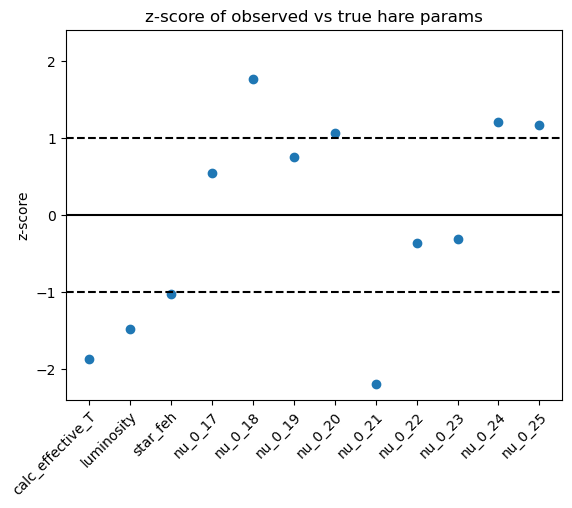 z-score of observed vs true hare params
z-score
2
1
0
−1
−2
calc_effective_T
luminosity
star_feh
nu_0_17
nu_0_18
nu_0_19
nu_0_20
nu_0_21
nu_0_22
nu_0_23
nu_0_24
nu_0_25